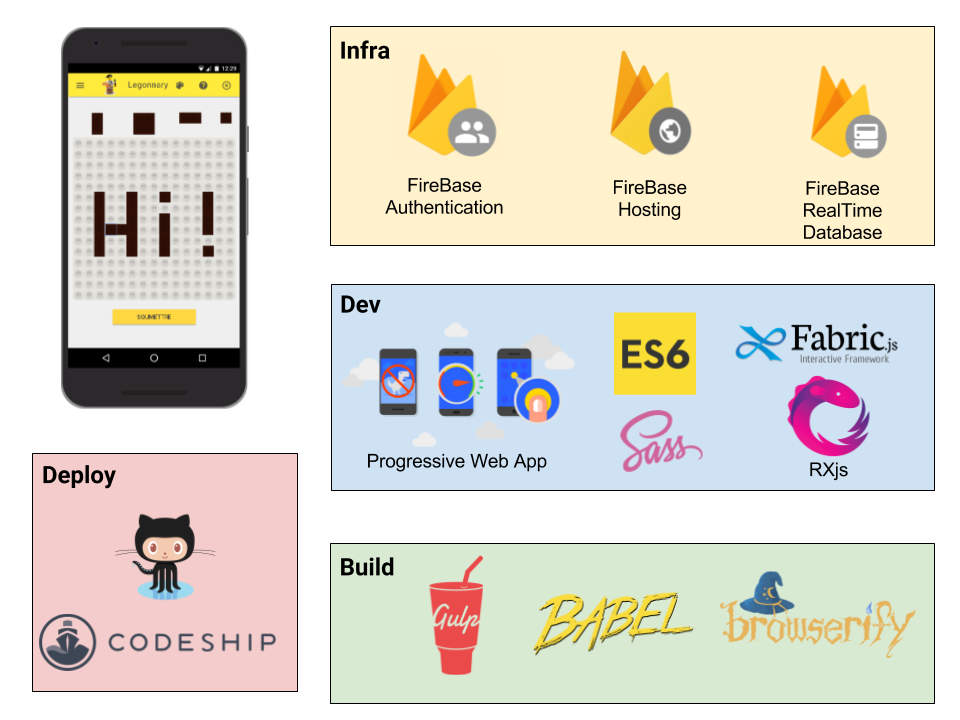 12:29
Legonnary
Hi!
SOUMETTRE
Infra
FireBase
Authentication
FireBase
Hosting
FireBase
RealTime
Database
Dev
Progressive Web App
ES6
Sass
Fabric.js
Interactive Framework
RXjs
Deploy
CODESHIP
Build
Gulp
BABEL
browserify